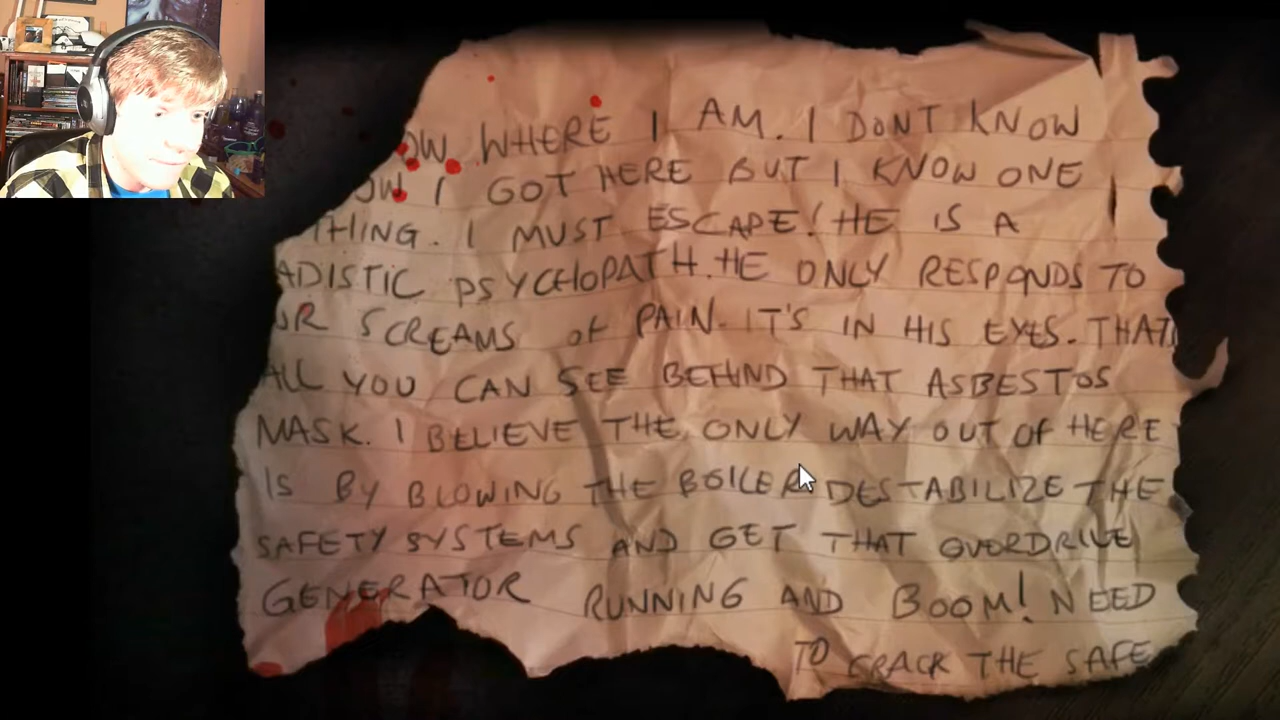 OW WHERE I AM. I DONT KNOW
OW I GOT HERE BUT I KNOW ONE
THING. I MUST ESCAPE! HE IS A
ADISTIC PSYCHOPATH. HE ONLY RESPONDS TO
UR SCREAMS of PAIN. IT'S IN HIS EYES. THAT
ALL YOU CAN SEE BEHIND THAT ASBESTOS
MASK. I BELIEVE THE ONLY WAY OUT OF HERE
IS BY BLOWING THE BOILER DESTABILIZE THE
SAFETY SYSTEMS AND GET THAT OVERDRIVE
GENERATOR RUNNING AND BOOM! NEED
TO CRACK THE SAFE